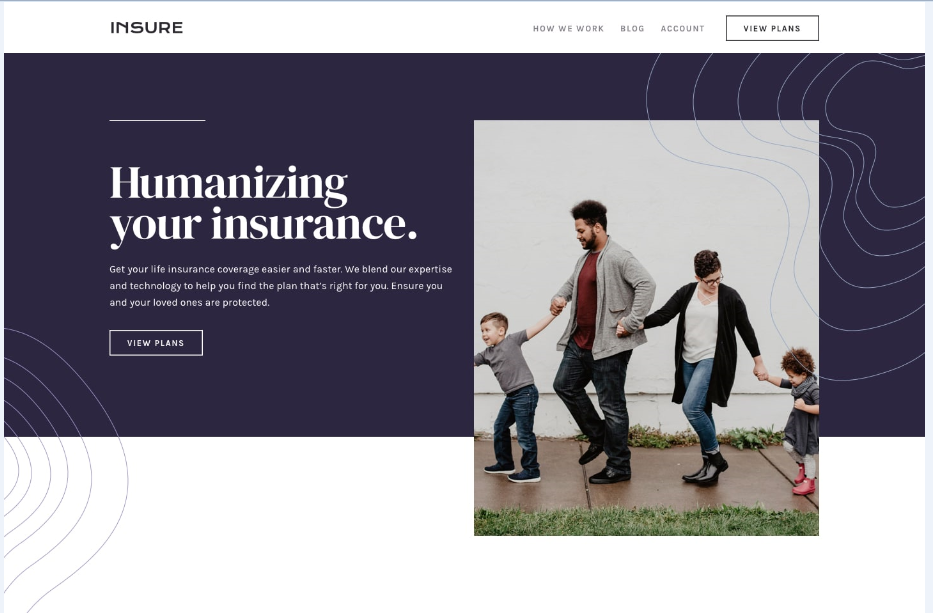 INSURE
HOW WE WORK BLOG ACCOUNT VIEW PLANS
Humanizing
your insurance.
Get your life insurance coverage easier and faster. We blend our expertise
and technology to help you find the plan that's right for you. Ensure you
and your loved ones are protected.
VIEW PLANS